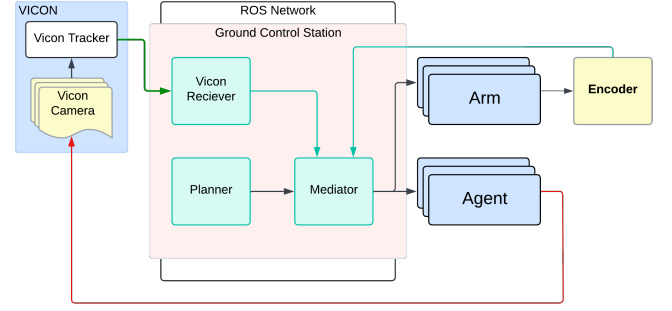 VICON
ROS Network
Ground Control Station
Vicon Tracker
Vicon
Camera
Vicon
Reciever
Planner
Mediator
Arm
Encoder
Agent